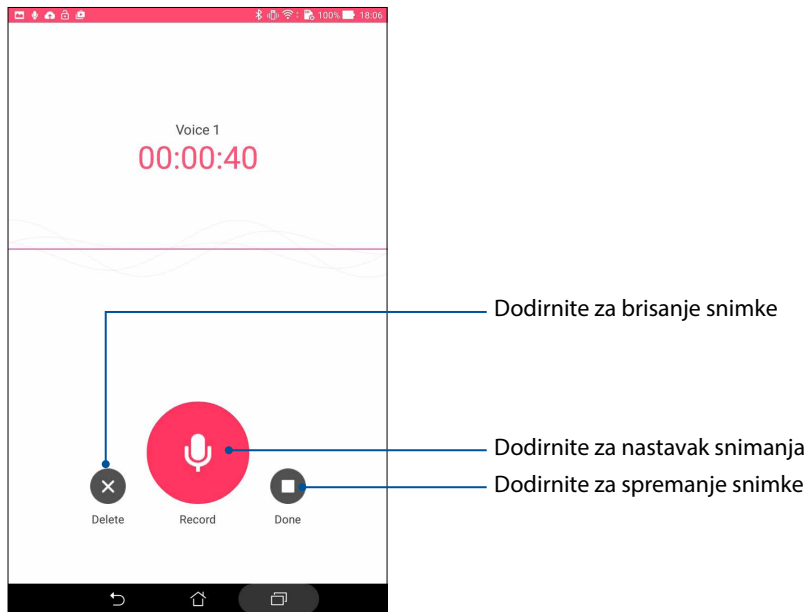 100% 18:06
Voice 1
00:00:40
Dodirnite za brisanje snimke
Dodirnite za nastavak snimanja
Dodirnite za spremanje snimke
Delete Record Done